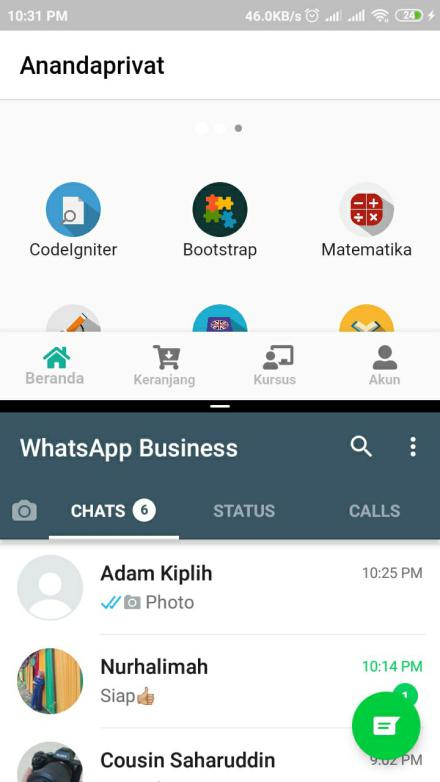 10:31 PM 46.0KB/s 24
Anandaprivat
CodeIgniter Bootstrap Matematika
Beranda Keranjang Kursus Akun
WhatsApp Business
CHATS 6 STATUS CALLS
Adam Kiplih 10:25 PM
Photo
Nurhalimah 10:14 PM
Siap👍🏽 1
Cousin Saharuddin 9:02 PM